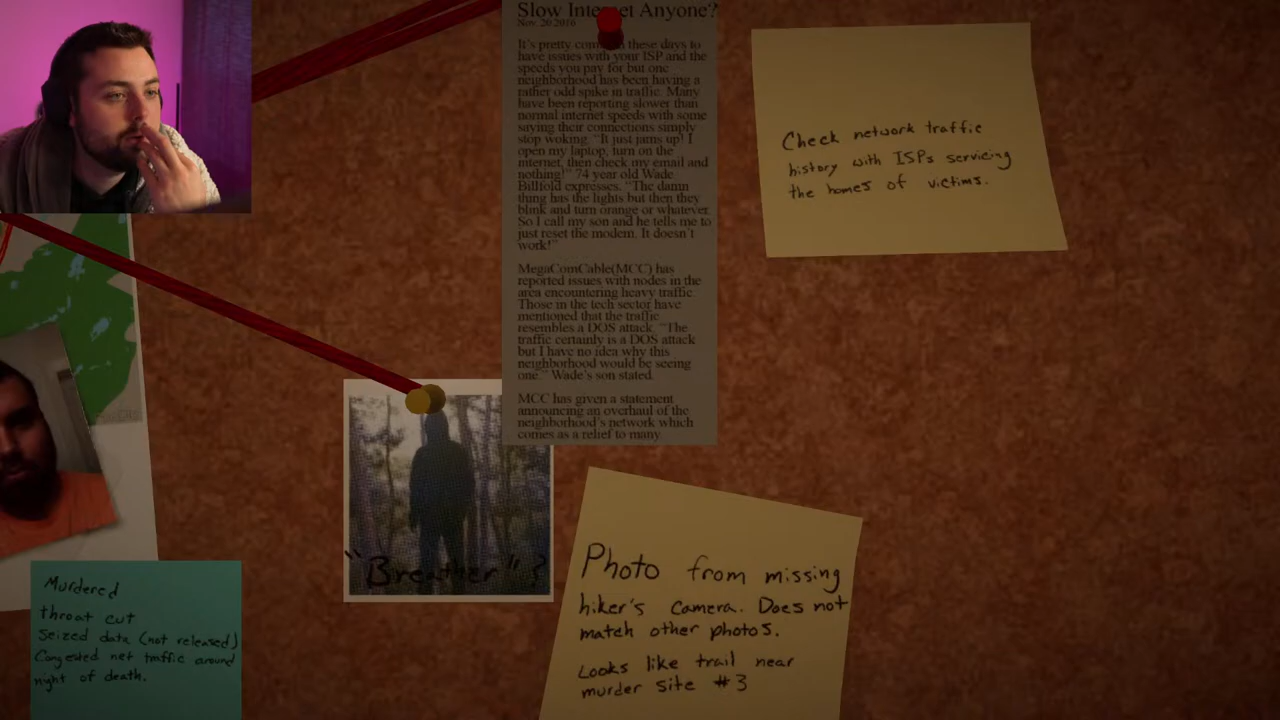 Slow Internet Anyone?
Nov. 20 2016
It's pretty common these days to
have issues with your ISP and the
speeds you pay for but one
neighborhood has been having a
rather odd spike in traffic. Many
have been reporting slower than
normal internet speeds with some
saying their connections simply
stop woking. "It just jams up! I
open my laptop, turn on the
internet, then check my email and
nothing!" 74 year old Wade
Billfold expresses. "The damn
thing has the lights but then they
blink and turn orange or whatever.
So I call my son and he tells me to
just reset the modem. It doesn't
work!"
MegaComCable(MCC) has
reported issues with nodes in the
area encountering heavy traffic.
Those in the tech sector have
mentioned that the traffic
resembles a DOS attack. "The
traffic certainly is a DOS attack
but I have no idea why this
neighborhood would be seeing
one." Wade's son stated.
MCC has given a statement
announcing an overhaul of the
neighborhood's network which
comes as a relief to many
Check network traffic
history with ISPs servicing
the homes of victims.
"Breather"?
Photo from missing
hiker's camera. Does not
match other photos.
Looks like trail near
murder site #3
Murdered
throat cut
Seized data (not released)
Congested net traffic around
night of death.